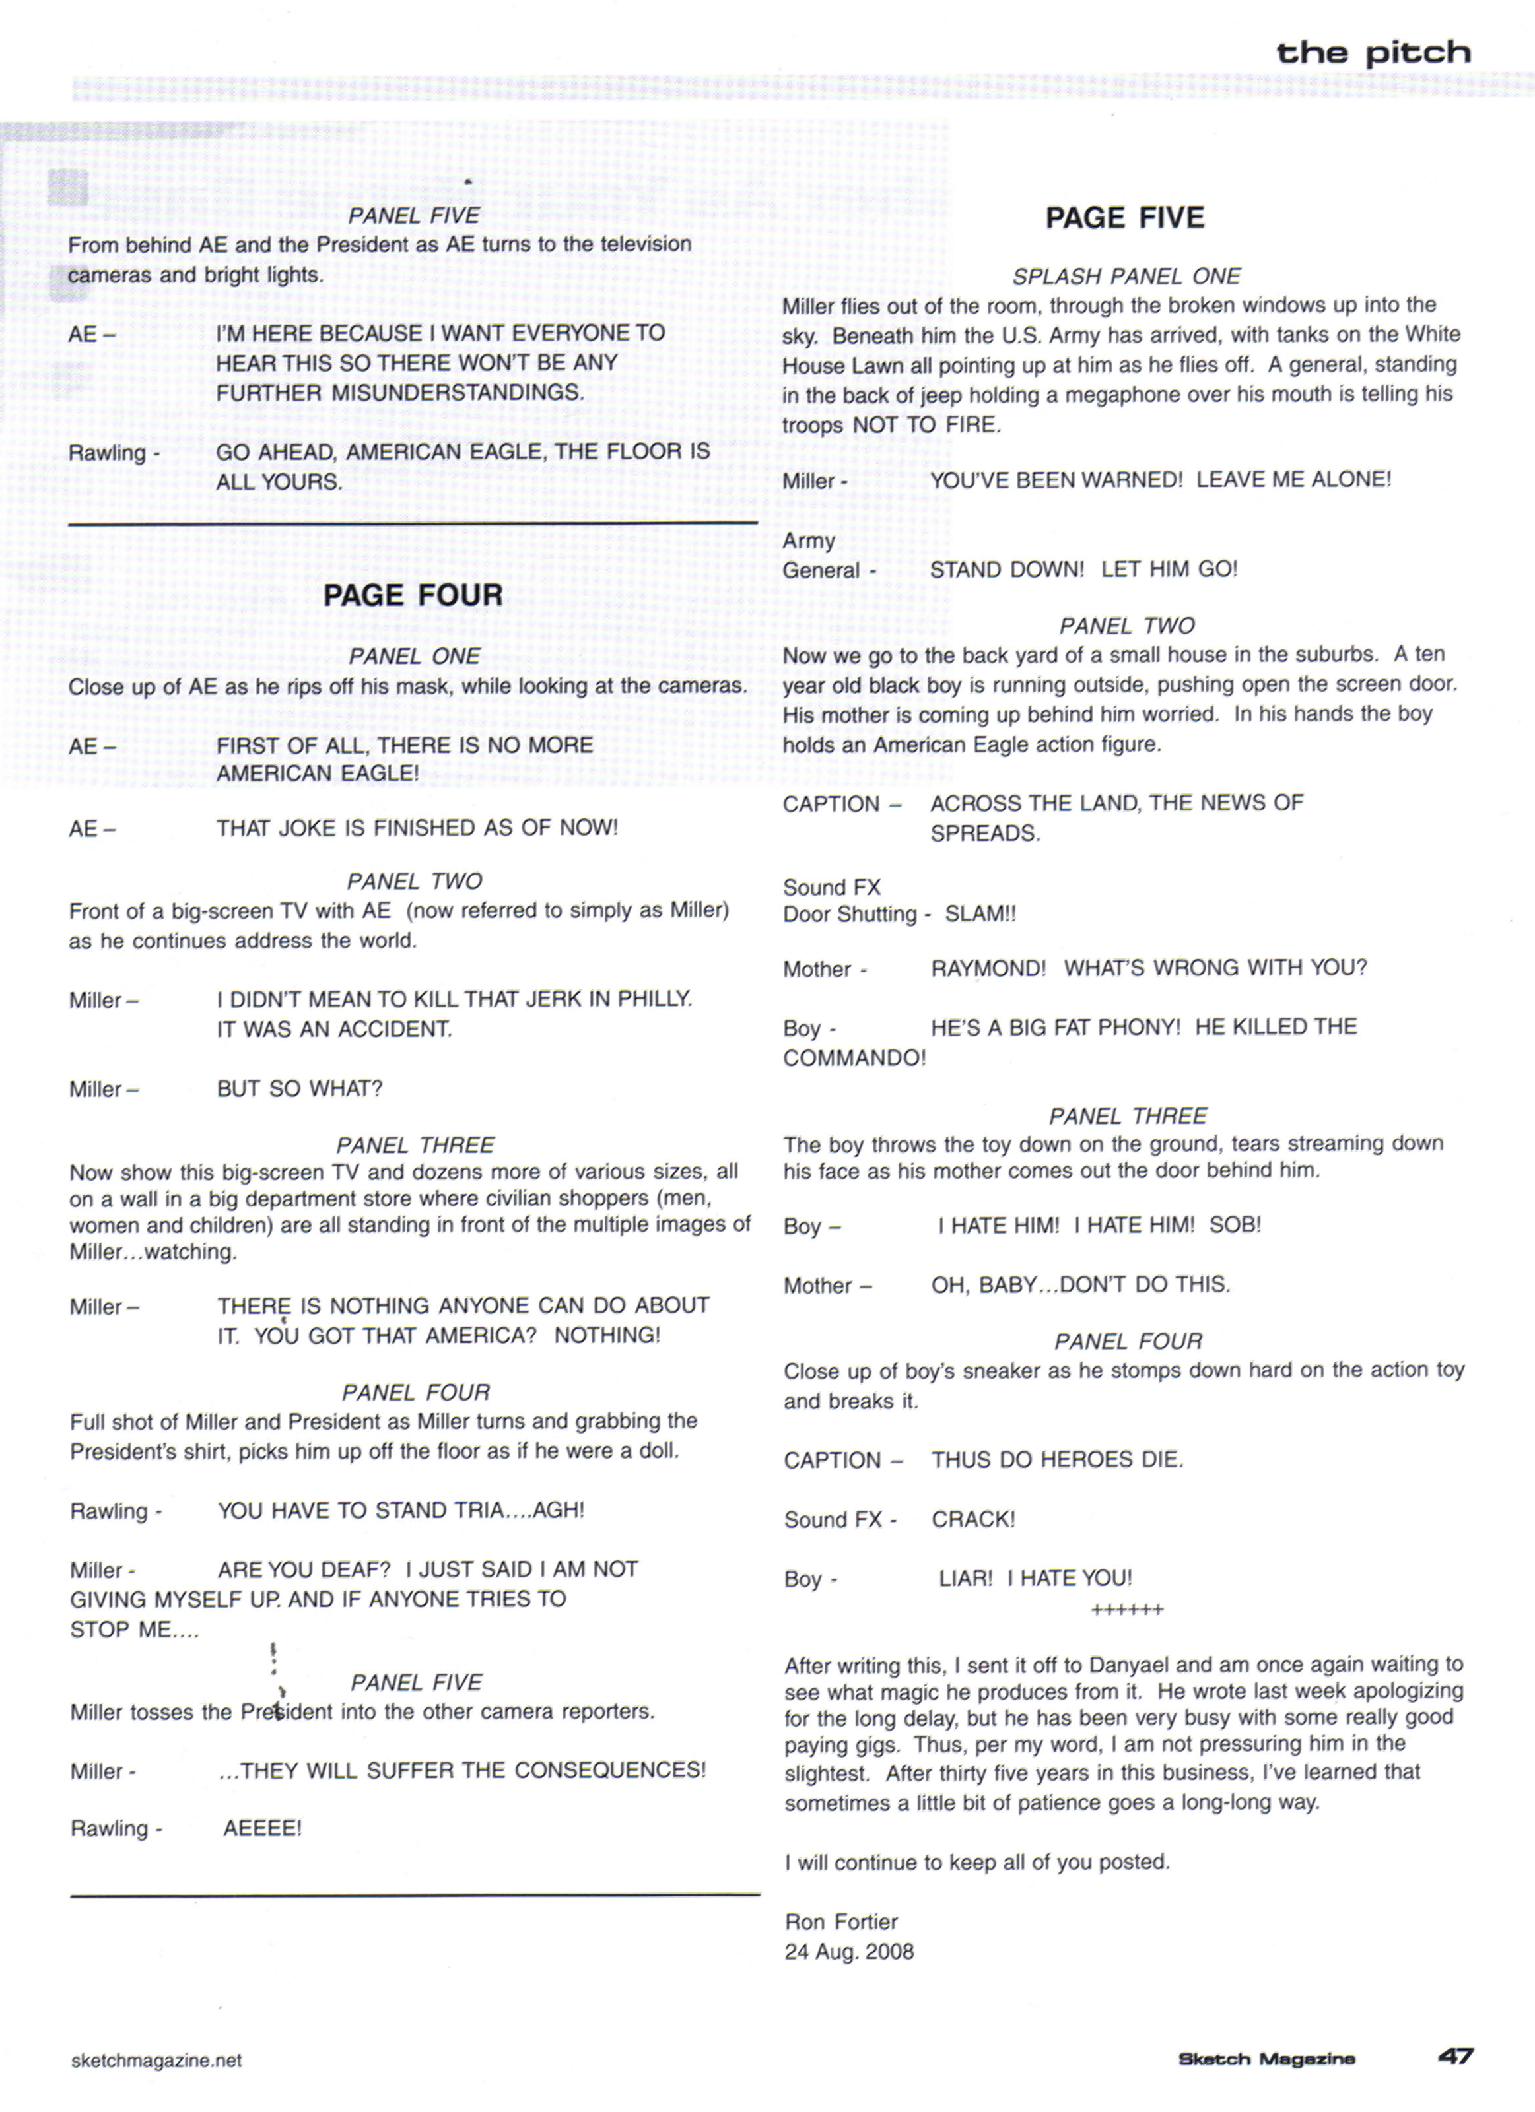 the pitch
PANEL FIVE
From behind AE and the President as AE turns to the television
cameras and bright lights.
AE – I'M HERE BECAUSE I WANT EVERYONE TO
HEAR THIS SO THERE WON'T BE ANY
FURTHER MISUNDERSTANDINGS.
Rawling - GO AHEAD, AMERICAN EAGLE, THE FLOOR IS
ALL YOURS.
PAGE FOUR
PANEL ONE
Close up of AE as he rips off his mask, while looking at the cameras.
AE – FIRST OF ALL, THERE IS NO MORE
AMERICAN EAGLE!
AE – THAT JOKE IS FINISHED AS OF NOW!
PANEL TWO
Front of a big-screen TV with AE (now referred to simply as Miller)
as he continues address the world.
Miller – I DIDN'T MEAN TO KILL THAT JERK IN PHILLY.
IT WAS AN ACCIDENT.
Miller – BUT SO WHAT?
PANEL THREE
Now show this big-screen TV and dozens more of various sizes, all
on a wall in a big department store where civilian shoppers (men,
women and children) are all standing in front of the multiple images of
Miller...watching.
Miller – THERE IS NOTHING ANYONE CAN DO ABOUT
IT. YOU GOT THAT AMERICA? NOTHING!
PANEL FOUR
Full shot of Miller and President as Miller turns and grabbing the
President's shirt, picks him up off the floor as if he were a doll.
Rawling - YOU HAVE TO STAND TRIA....AGH!
Miller - ARE YOU DEAF? I JUST SAID I AM NOT
GIVING MYSELF UP. AND IF ANYONE TRIES TO
STOP ME....
PANEL FIVE
Miller tosses the President into the other camera reporters.
Miller - ...THEY WILL SUFFER THE CONSEQUENCES!
Rawling - AEEEE!
PAGE FIVE
SPLASH PANEL ONE
Miller flies out of the room, through the broken windows up into the
sky. Beneath him the U.S. Army has arrived, with tanks on the White
House Lawn all pointing up at him as he flies off. A general, standing
in the back of jeep holding a megaphone over his mouth is telling his
troops NOT TO FIRE.
Miller - YOU'VE BEEN WARNED! LEAVE ME ALONE!
Army
General - STAND DOWN! LET HIM GO!
PANEL TWO
Now we go to the back yard of a small house in the suburbs. A ten
year old black boy is running outside, pushing open the screen door.
His mother is coming up behind him worried. In his hands the boy
holds an American Eagle action figure.
CAPTION – ACROSS THE LAND, THE NEWS OF
SPREADS.
Sound FX
Door Shutting - SLAM!!
Mother - RAYMOND! WHAT'S WRONG WITH YOU?
Boy - HE'S A BIG FAT PHONY! HE KILLED THE
COMMANDO!
PANEL THREE
The boy throws the toy down on the ground, tears streaming down
his face as his mother comes out the door behind him.
Boy – I HATE HIM! I HATE HIM! SOB!
Mother – OH, BABY...DON'T DO THIS.
PANEL FOUR
Close up of boy's sneaker as he stomps down hard on the action toy
and breaks it.
CAPTION – THUS DO HEROES DIE.
Sound FX - CRACK!
Boy - LIAR! I HATE YOU!
++++++
After writing this, I sent it off to Danyael and am once again waiting to
see what magic he produces from it. He wrote last week apologizing
for the long delay, but he has been very busy with some really good
paying gigs. Thus, per my word, I am not pressuring him in the
slightest. After thirty five years in this business, I've learned that
sometimes a little bit of patience goes a long-long way.
I will continue to keep all of you posted.
Ron Fortier
24 Aug. 2008
sketchmagazine.net
Sketch Magazine 47